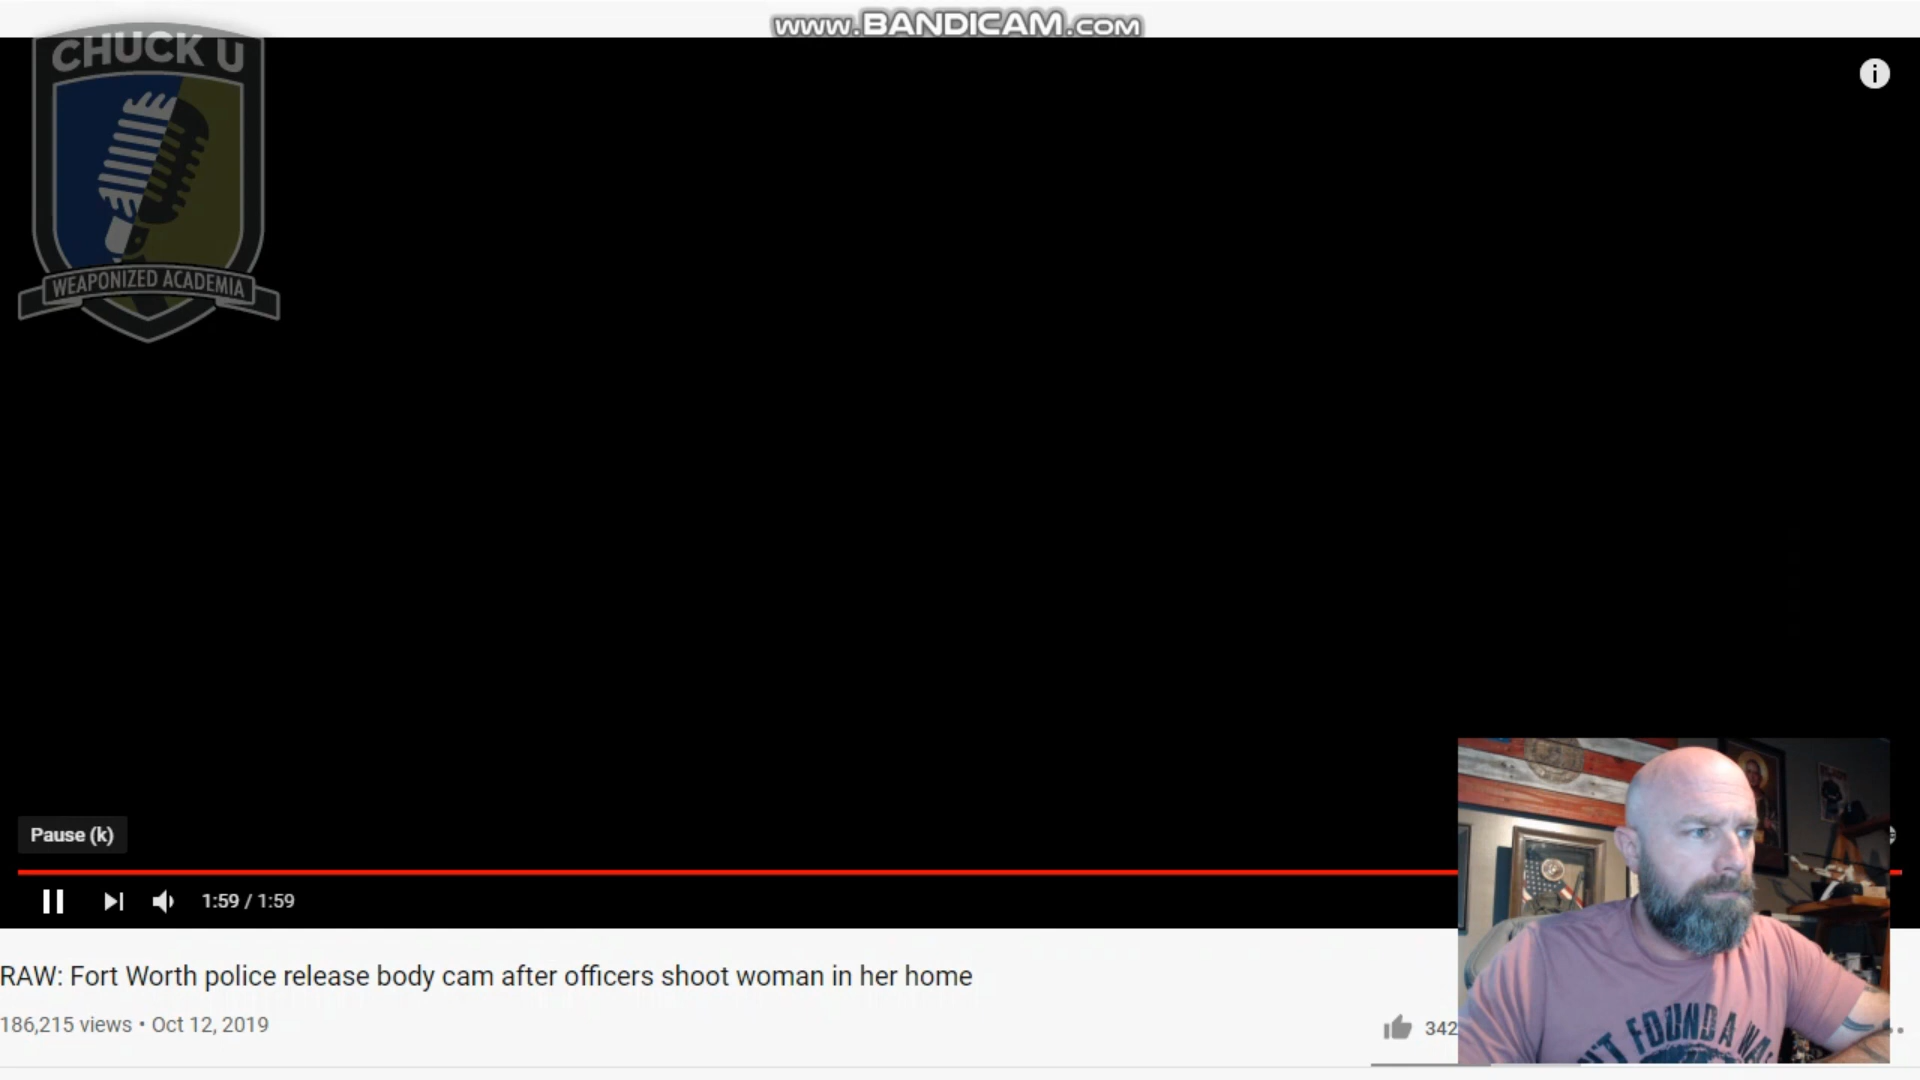 www.BANDICAM.com
CHUCK U
WEAPONIZED ACADEMIA
Pause (k)
1:59 / 1:59
RAW: Fort Worth police release body cam after officers shoot woman in her home
186,215 views • Oct 12, 2019
342
FOUND A